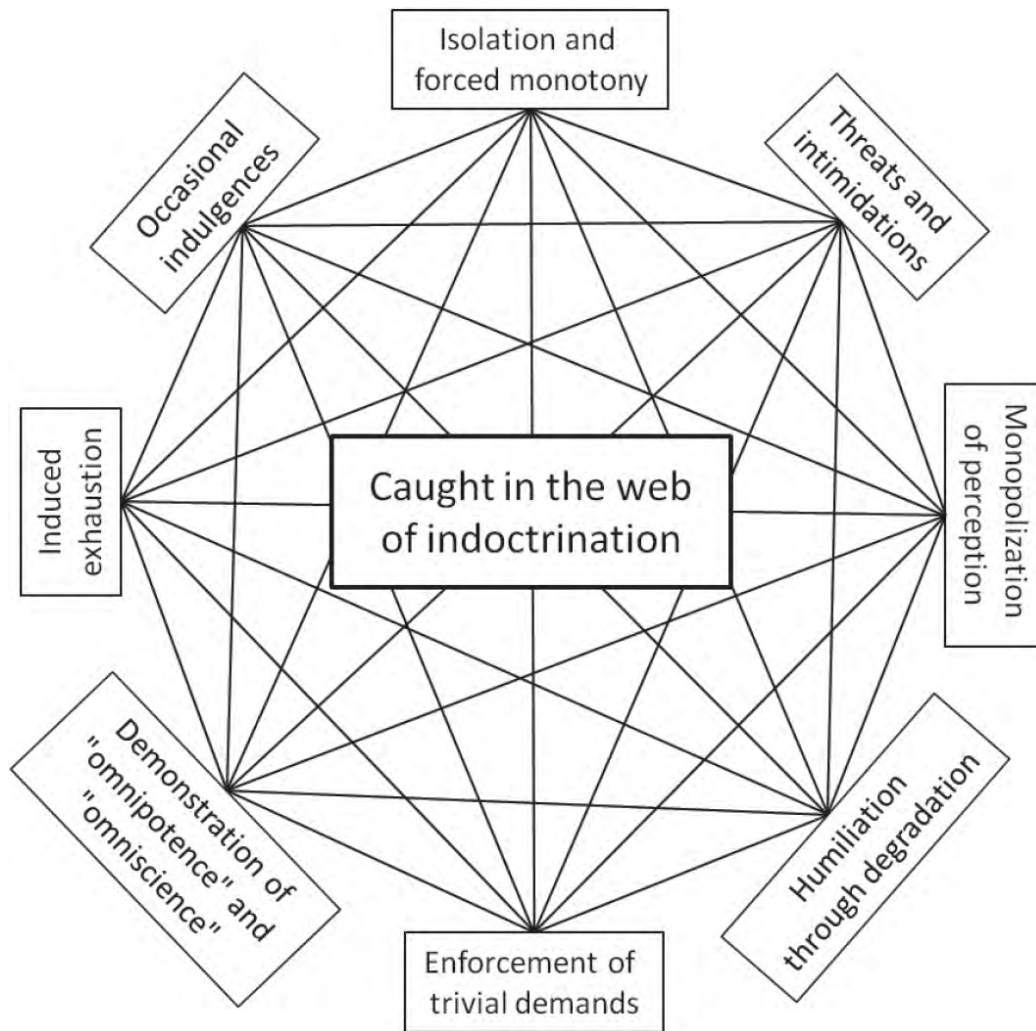 Isolation and
forced monotony
Occasional
indulgences
Threats and
intimidations
Induced
exhaustion
Caught in the web
of indoctrination
Monopolization
of perception
Demonstration of
"omnipotence" and
"omniscience"
Humiliation
through degradation
Enforcement of
trivial demands